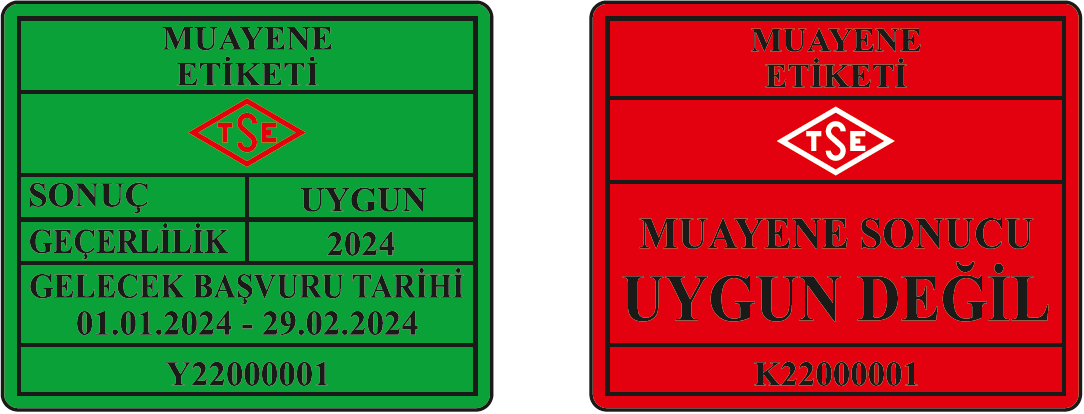 MUAYENE
ETİKETİ
TSE
SONUÇ UYGUN
GEÇERLİLİK 2024
GELECEK BAŞVURU TARİHİ
01.01.2024 - 29.02.2024
Y22000001
MUAYENE
ETİKETİ
TSE
MUAYENE SONUCU
UYGUN DEĞİL
K22000001